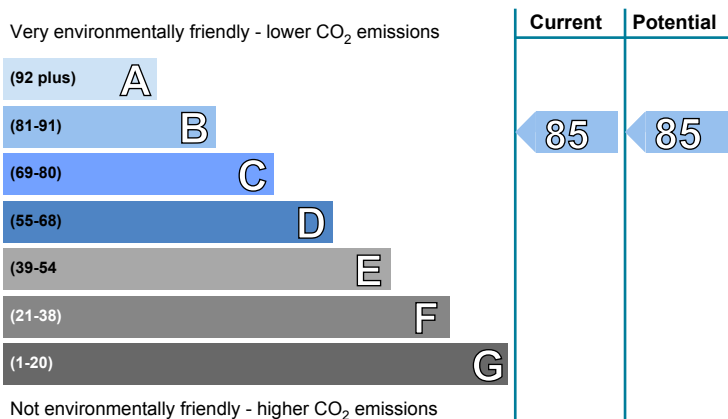 Very environmentally friendly - lower CO2 emissions
Current Potential
(92 plus) A
(81-91) B
85 85
(69-80) C
(55-68) D
(39-54 E
(21-38) F
(1-20) G
Not environmentally friendly - higher CO2 emissions